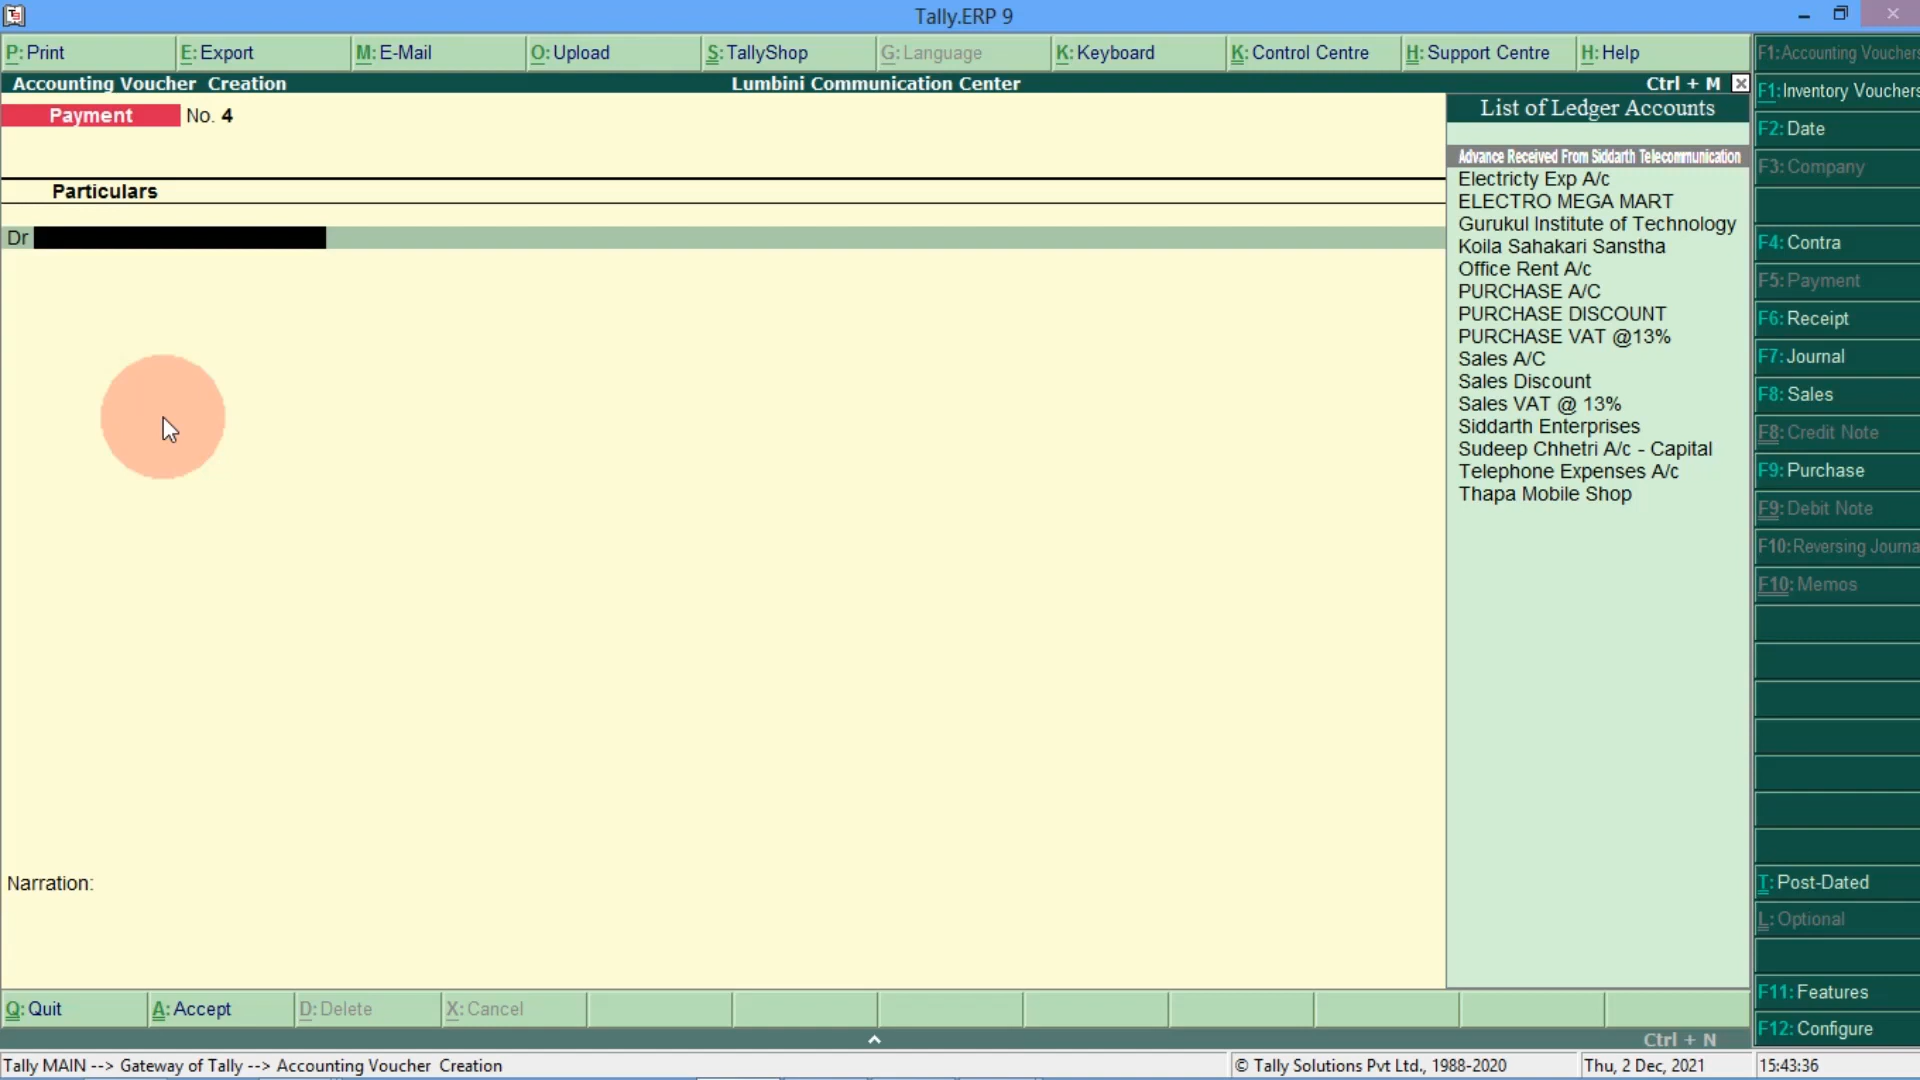 Tally.ERP 9
P: Print E: Export M: E-Mail O: Upload S: TallyShop G: Language K: Keyboard K: Control Centre H: Support Centre H: Help
Accounting Voucher Creation Lumbini Communication Center Ctrl + M
Payment No. 4
Particulars
Dr
Narration:
List of Ledger Accounts
Advance Received From Siddarth Telecommunication
Electricty Exp A/c
ELECTRO MEGA MART
Gurukul Institute of Technology
Koila Sahakari Sanstha
Office Rent A/c
PURCHASE A/C
PURCHASE DISCOUNT
PURCHASE VAT @13%
Sales A/C
Sales Discount
Sales VAT @ 13%
Siddarth Enterprises
Sudeep Chhetri A/c - Capital
Telephone Expenses A/c
Thapa Mobile Shop
F1: Accounting Vouchers
F1: Inventory Vouchers
F2: Date
F3: Company
F4: Contra
F5: Payment
F6: Receipt
F7: Journal
F8: Sales
F8: Credit Note
F9: Purchase
F9: Debit Note
F10: Reversing Journa
F10: Memos
T: Post-Dated
L: Optional
F11: Features
F12: Configure
Q: Quit A: Accept D: Delete X: Cancel
Ctrl + N
Tally MAIN --> Gateway of Tally --> Accounting Voucher Creation © Tally Solutions Pvt Ltd., 1988-2020 Thu, 2 Dec, 2021 15:43:36